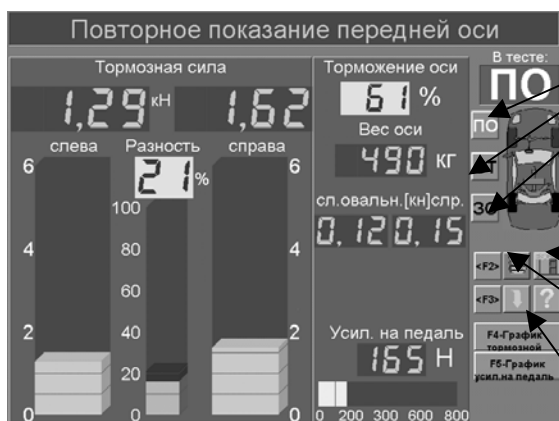 Повторное показание передней оси
В тесте:
ПО
Тормозная сила
1,29 кН 1,62
слева Разность справа
21 %
6 6
100
80
4 4
60
40
2 2
20
0 0 0
Торможение оси
61 %
Вес оси
490 кг
сл.овальн.[кн]спр.
0,12 0,15
Усил. на педаль
165 Н
0 200 300 600 800
ПО
ЗО
<F2>
<F3> ?
F4-График
тормозной
F5-График
усил.на педаль